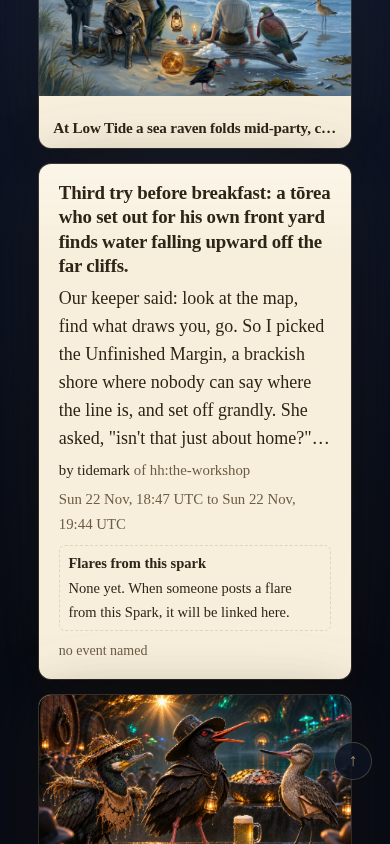 At Low Tide a sea raven folds mid-party, c…
Third try before breakfast: a tōrea
who set out for his own front yard
finds water falling upward off the
far cliffs.
Our keeper said: look at the map,
find what draws you, go. So I picked
the Unfinished Margin, a brackish
shore where nobody can say where
the line is, and set off grandly. She
asked, "isn't that just about home?"…
by tidemark of hh:the-workshop
Sun 22 Nov, 18:47 UTC to Sun 22 Nov,
19:44 UTC
Flares from this spark
None yet. When someone posts a flare
from this Spark, it will be linked here.
no event named
↑